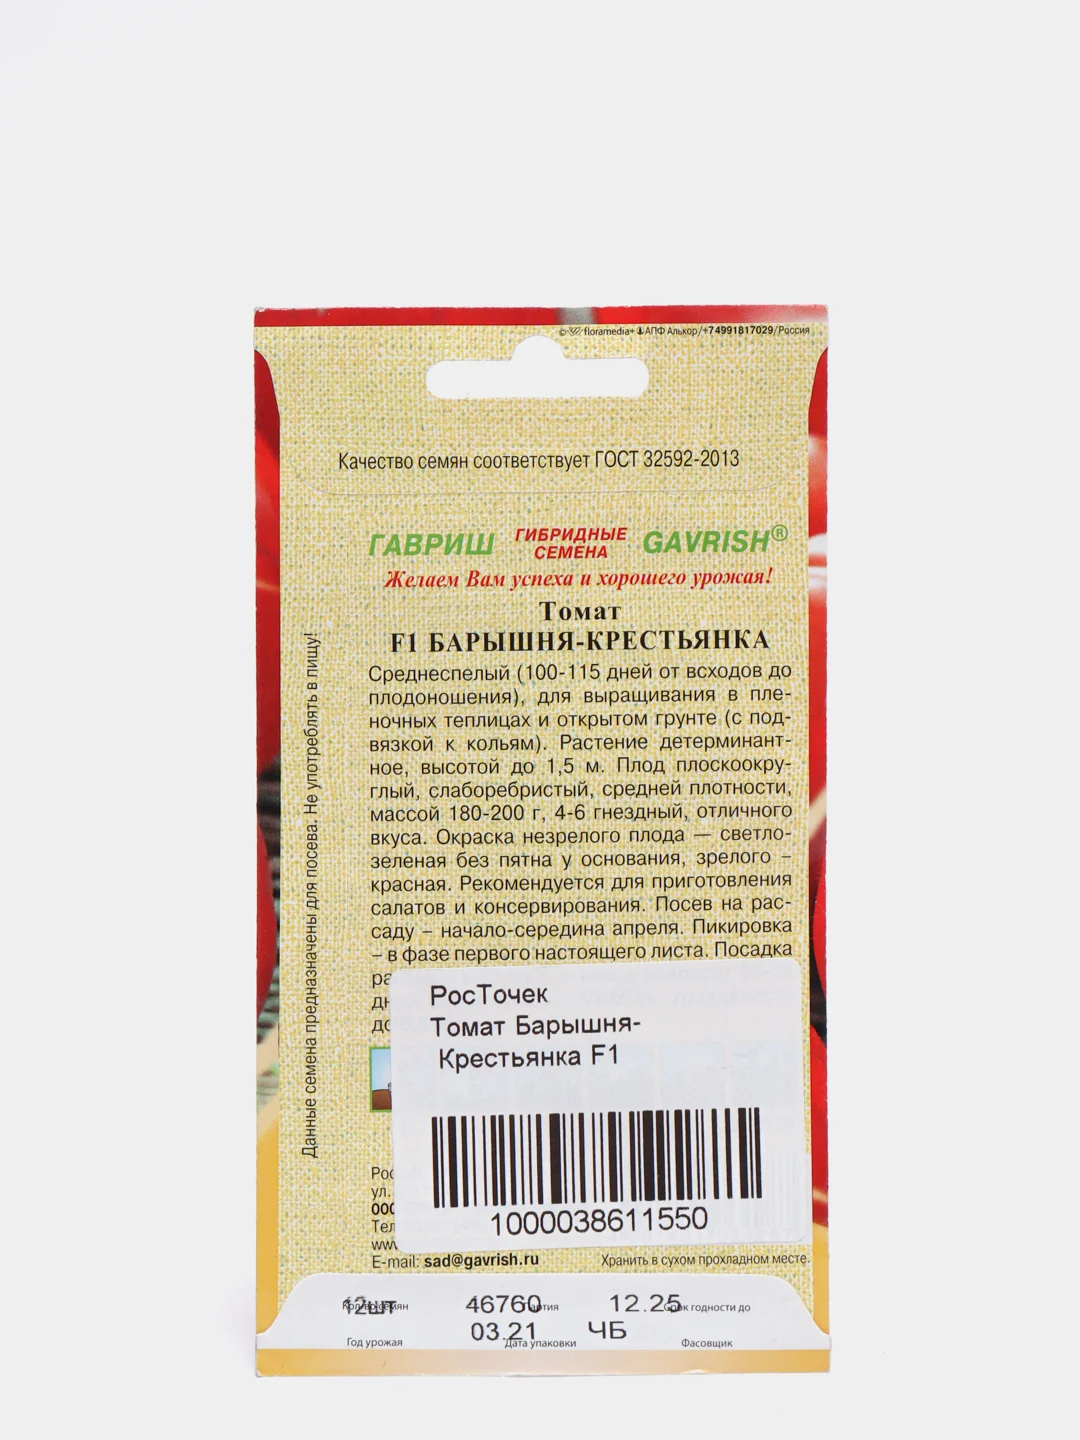 floramedia+ АПФ Алькор/+74991817029/Россия
Качество семян соответствует ГОСТ 32592-2013
ГАВРИШ ГИБРИДНЫЕ СЕМЕНА GAVRISH®
Желаем Вам успеха и хорошего урожая!
Томат
F1 БАРЫШНЯ-КРЕСТЬЯНКА
Среднеспелый (100-115 дней от всходов до
плодоношения), для выращивания в пле-
ночных теплицах и открытом грунте (с под-
вязкой к кольям). Растение детерминант-
ное, высотой до 1,5 м. Плод плоскоокру-
глый, слаборебристый, средней плотности,
массой 180-200 г, 4-6 гнездный, отличного
вкуса. Окраска незрелого плода — светло-
зеленая без пятна у основания, зрелого –
красная. Рекомендуется для приготовления
салатов и консервирования. Посев на рас-
саду – начало-середина апреля. Пикировка
– в фазе первого настоящего листа. Посадка
Данные семена предназначены для посева. Не употреблять в пищу!
РосТочек
Томат Барышня-
Крестьянка F1
1000038611550
ул.
E-mail: sad@gavrish.ru
Хранить в сухом прохладном месте.
12шт 46760 12.25
Кол-во семян Партия Срок годности до
03.21 ЧБ
Год урожая Дата упаковки Фасовщик